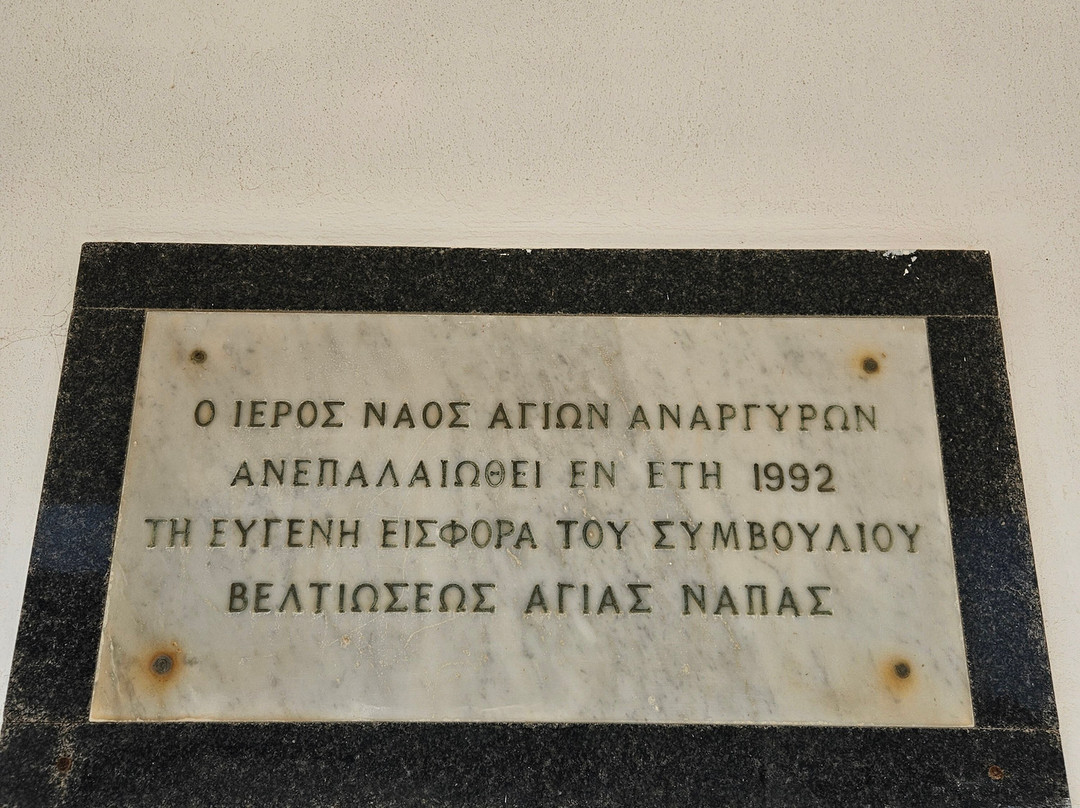 Ο ΙΕΡΟΣ ΝΑΟΣ ΑΓΙΩΝ ΑΝΑΡΓΥΡΩΝ
ΑΝΕΠΑΛΑΙΩΘΕΙ ΕΝ ΕΤΗ 1992
ΤΗ ΕΥΓΕΝΗ ΕΙΣΦΟΡΑ ΤΟΥ ΣΥΜΒΟΥΛΙΟΥ
ΒΕΛΤΙΩΣΕΩΣ ΑΓΙΑΣ ΝΑΠΑΣ